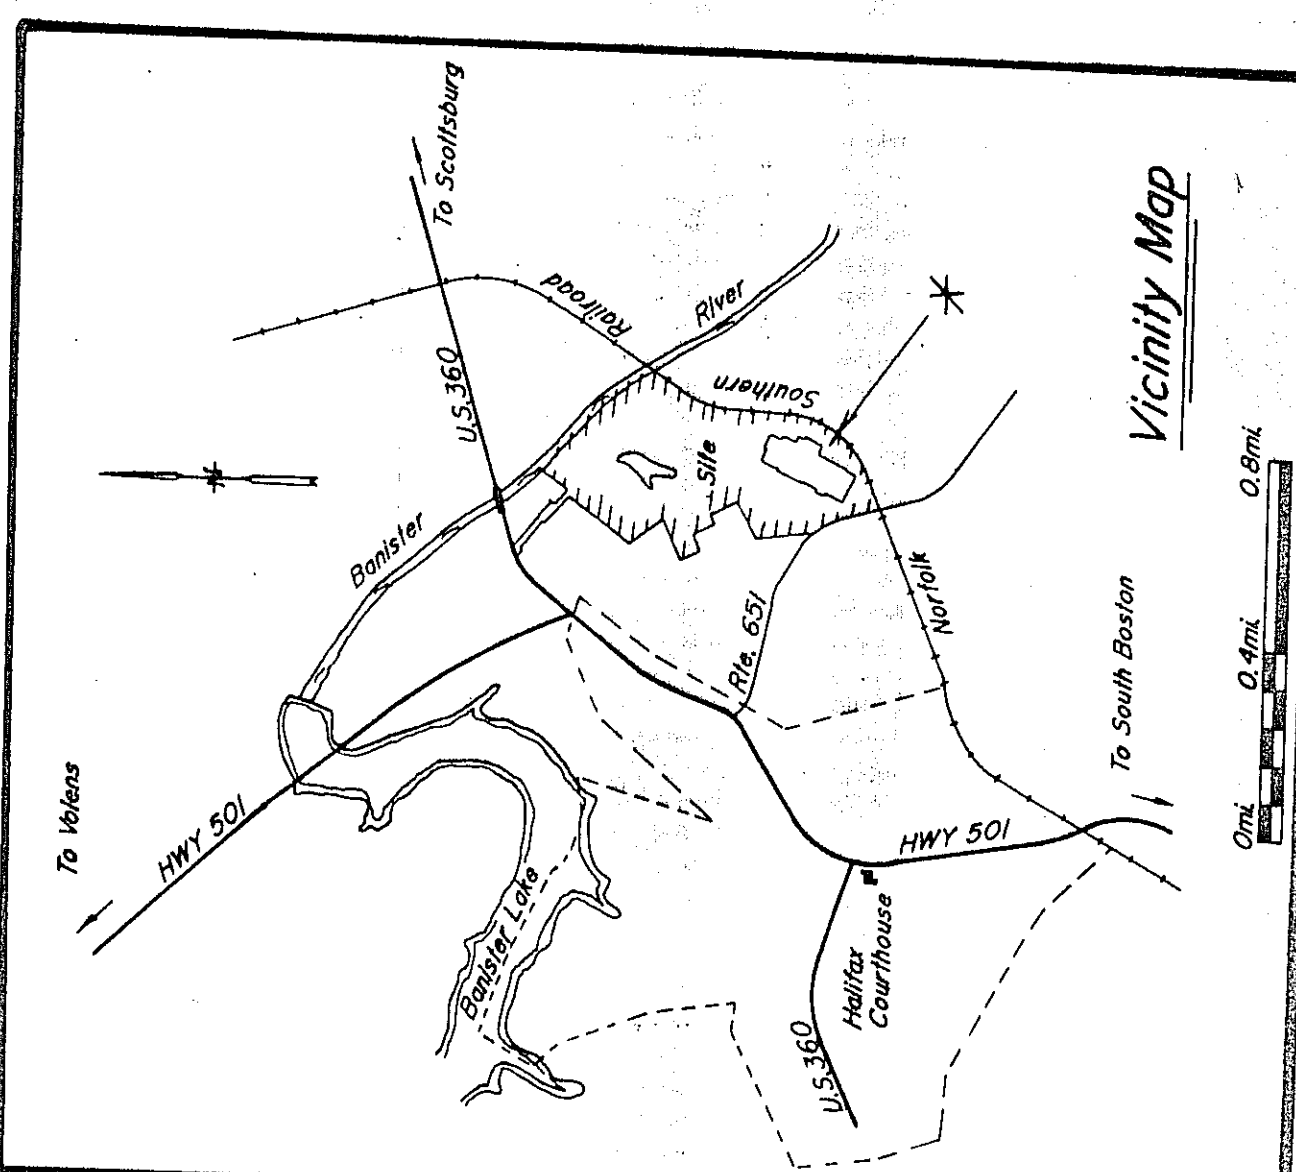 To Volens
HWY 501
Banister
U.S.360
To Scottsburg
Railroad
River
Southern
Site
Rte. 651
Norfolk
Banister Lake
HWY 501
Halifax
Courthouse
U.S.360
To South Boston
Vicinity Map
0mi.
0.4mi.
0.8mi.